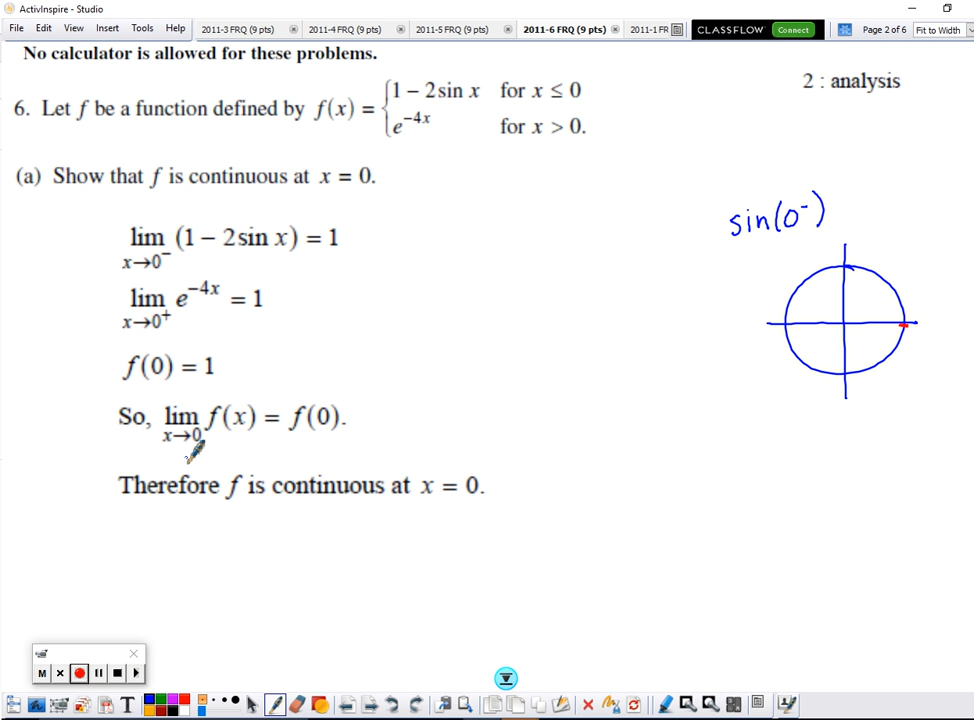 ActivInspire - Studio
File Edit View Insert Tools Help 2011-3 FRQ (9 pts) 2011-4 FRQ (9 pts) 2011-5 FRQ (9 pts) 2011-6 FRQ (9 pts) 2011-1 FR CLASSFLOW Connect Page 2 of 6 Fit to Width
No calculator is allowed for these problems.
2 : analysis
6. Let f be a function defined by f(x) = { 1 − 2 sin x for x ≤ 0
e^{−4x} for x > 0.
(a) Show that f is continuous at x = 0.
sin(0⁻)
lim x→0⁻ (1 − 2 sin x) = 1
lim x→0⁺ e^{−4x} = 1
f(0) = 1
So, lim x→0 f(x) = f(0).
Therefore f is continuous at x = 0.
M
T